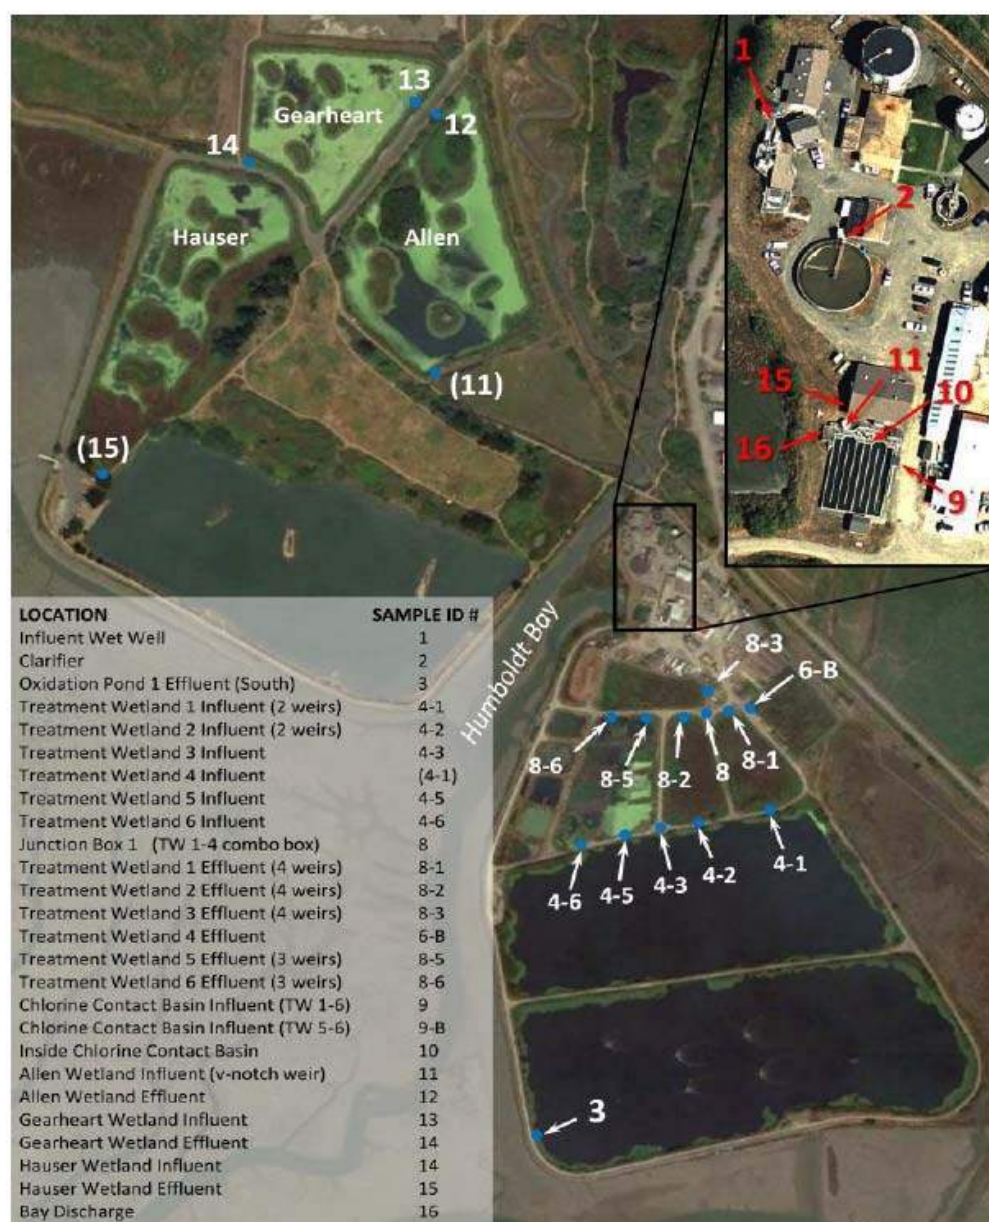 13
Gearheart
12
14
Hauser
Allen
(11)
(15)
1
2
11
15
10
16
9
Humboldt Bay
8-3
6-B
8-6
8-5
8-2
8
8-1
4-6
4-5
4-3
4-2
4-1
3
LOCATION SAMPLE ID #
Influent Wet Well 1
Clarifier 2
Oxidation Pond 1 Effluent (South) 3
Treatment Wetland 1 Influent (2 weirs) 4-1
Treatment Wetland 2 Influent (2 weirs) 4-2
Treatment Wetland 3 Influent 4-3
Treatment Wetland 4 Influent (4-1)
Treatment Wetland 5 Influent 4-5
Treatment Wetland 6 Influent 4-6
Junction Box 1 (TW 1-4 combo box) 8
Treatment Wetland 1 Effluent (4 weirs) 8-1
Treatment Wetland 2 Effluent (4 weirs) 8-2
Treatment Wetland 3 Effluent (4 weirs) 8-3
Treatment Wetland 4 Effluent 6-B
Treatment Wetland 5 Effluent (3 weirs) 8-5
Treatment Wetland 6 Effluent (3 weirs) 8-6
Chlorine Contact Basin Influent (TW 1-6) 9
Chlorine Contact Basin Influent (TW 5-6) 9-B
Inside Chlorine Contact Basin 10
Allen Wetland Influent (v-notch weir) 11
Allen Wetland Effluent 12
Gearheart Wetland Influent 13
Gearheart Wetland Effluent 14
Hauser Wetland Influent 14
Hauser Wetland Effluent 15
Bay Discharge 16